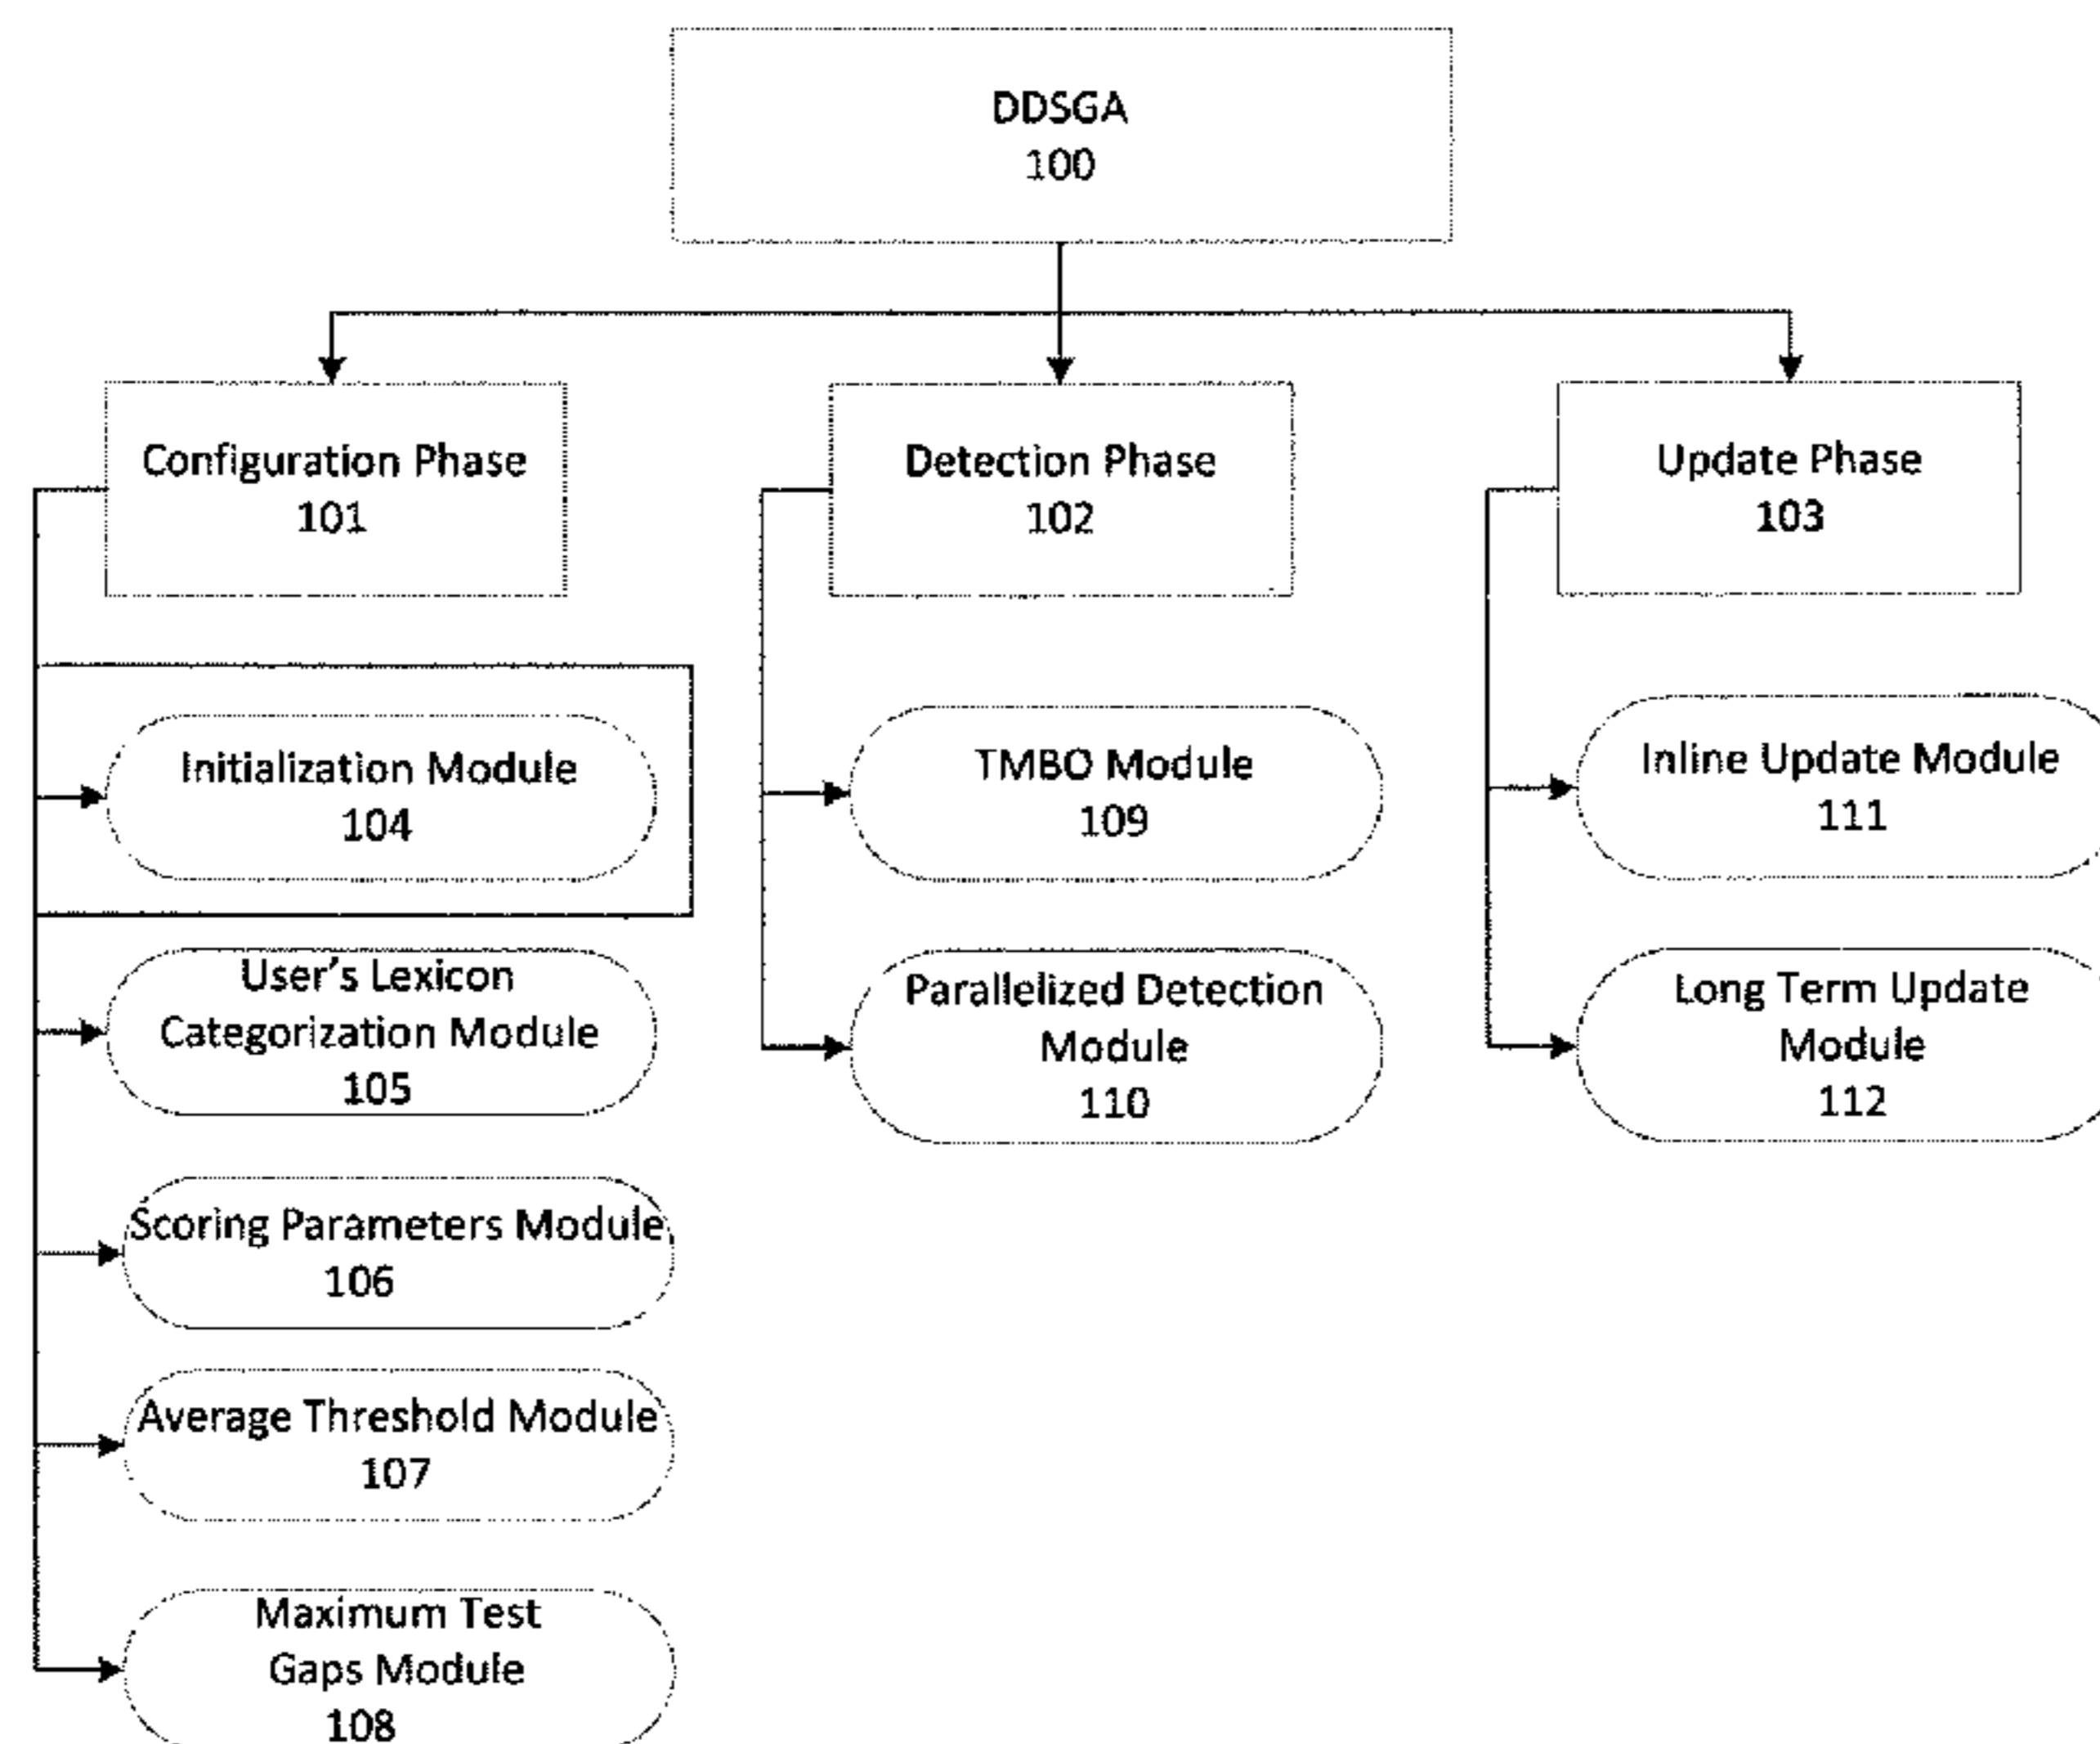 DDSGA
100
Configuration Phase
101
Detection Phase
102
Update Phase
103
Initialization Module
104
User's Lexicon
Categorization Module
105
Scoring Parameters Module
106
Average Threshold Module
107
Maximum Test
Gaps Module
108
TMBO Module
109
Parallelized Detection
Module
110
Inline Update Module
111
Long Term Update
Module
112